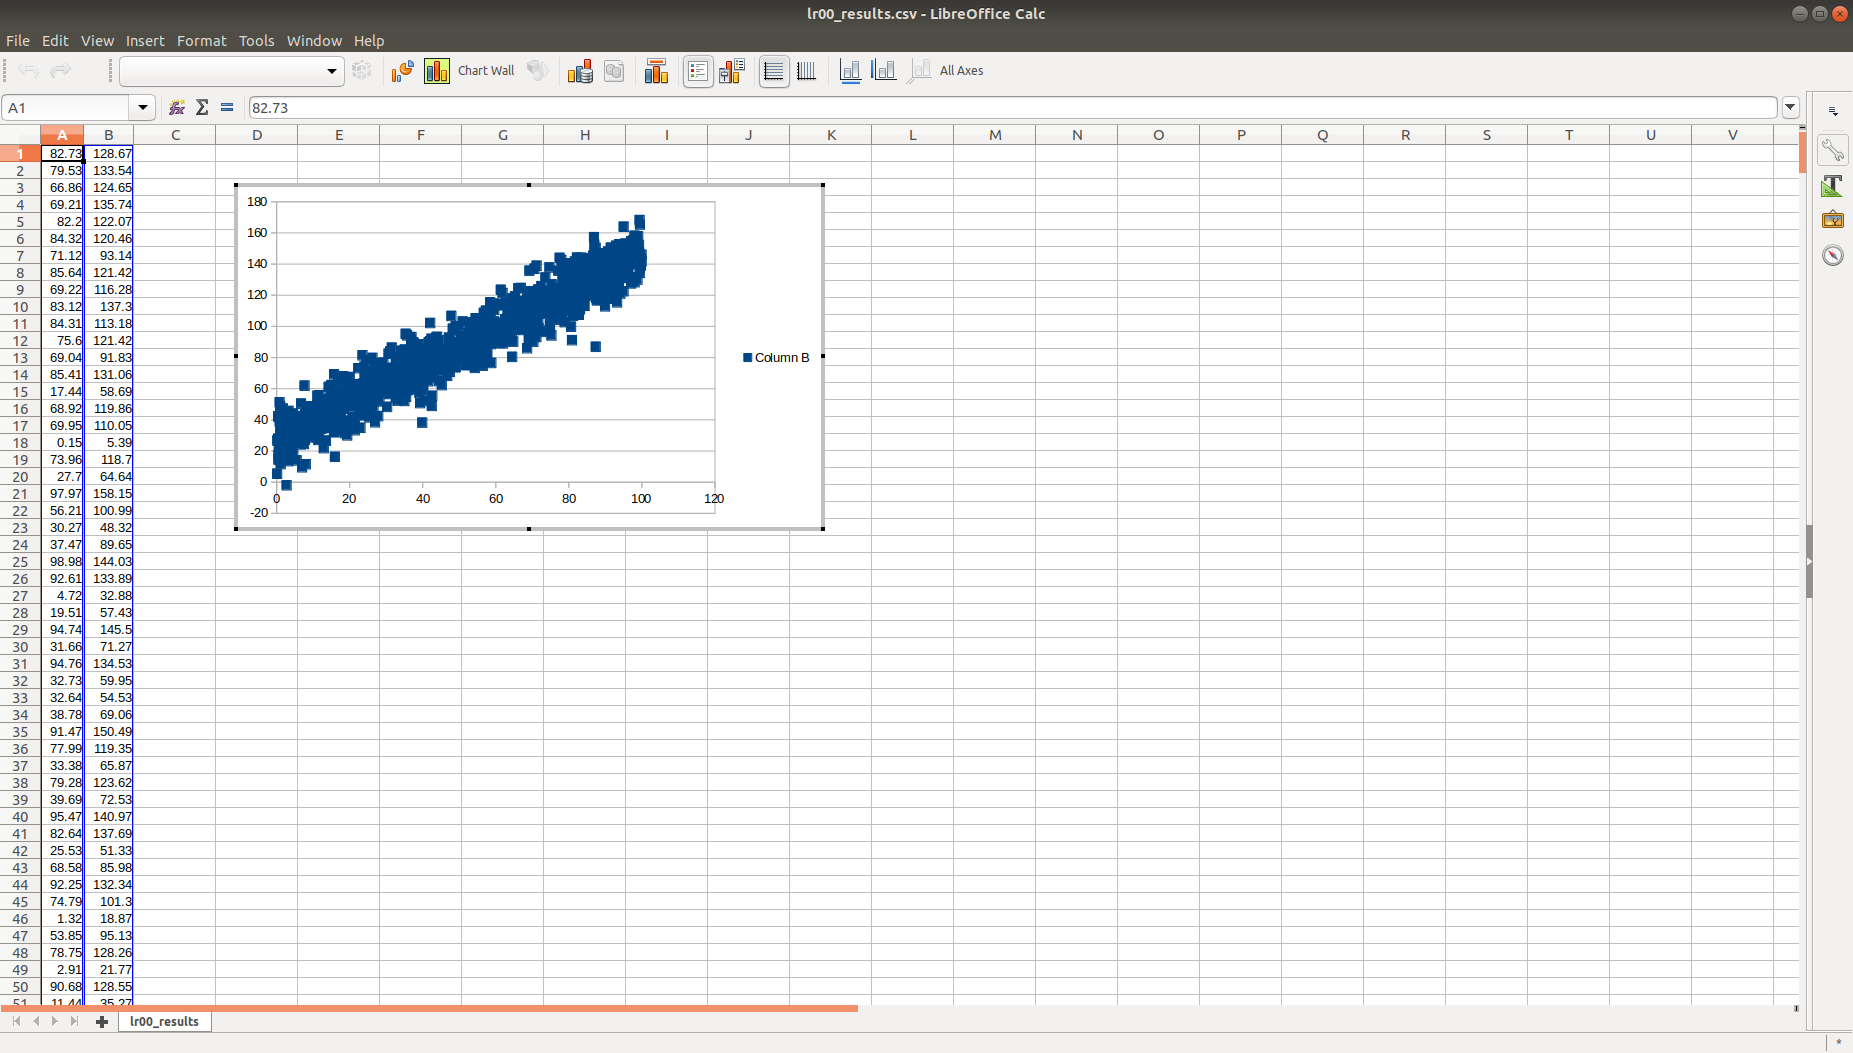 lr00_results.csv - LibreOffice Calc
File Edit View Insert Format Tools Window Help
Chart Wall All Axes
A1 82.73
A B C D E F G H I J K L M N O P Q R S T U V
1 82.73 128.67
2 79.53 133.54
3 66.86 124.65
4 69.21 135.74
5 82.2 122.07
6 84.32 120.46
7 71.12 93.14
8 85.64 121.42
9 69.22 116.28
10 83.12 137.3
11 84.31 113.18
12 75.6 121.42
13 69.04 91.83
14 85.41 131.06
15 17.44 58.69
16 68.92 119.86
17 69.95 110.05
18 0.15 5.39
19 73.96 118.7
20 27.7 64.64
21 97.97 158.15
22 56.21 100.99
23 30.27 48.32
24 37.47 89.65
25 98.98 144.03
26 92.61 133.89
27 4.72 32.88
28 19.51 57.43
29 94.74 145.5
30 31.66 71.27
31 94.76 134.53
32 32.73 59.95
33 32.64 54.53
34 38.78 69.06
35 91.47 150.49
36 77.99 119.35
37 33.38 65.87
38 79.28 123.62
39 39.69 72.53
40 95.47 140.97
41 82.64 137.69
42 25.53 51.33
43 68.58 85.98
44 92.25 132.34
45 74.79 101.3
46 1.32 18.87
47 53.85 95.13
48 78.75 128.26
49 2.91 21.77
50 90.68 128.55
51 11.44 35.27
180
160
140
120
100
80
60
40
20
0
-20
0 20 40 60 80 100 120
Column B
lr00_results